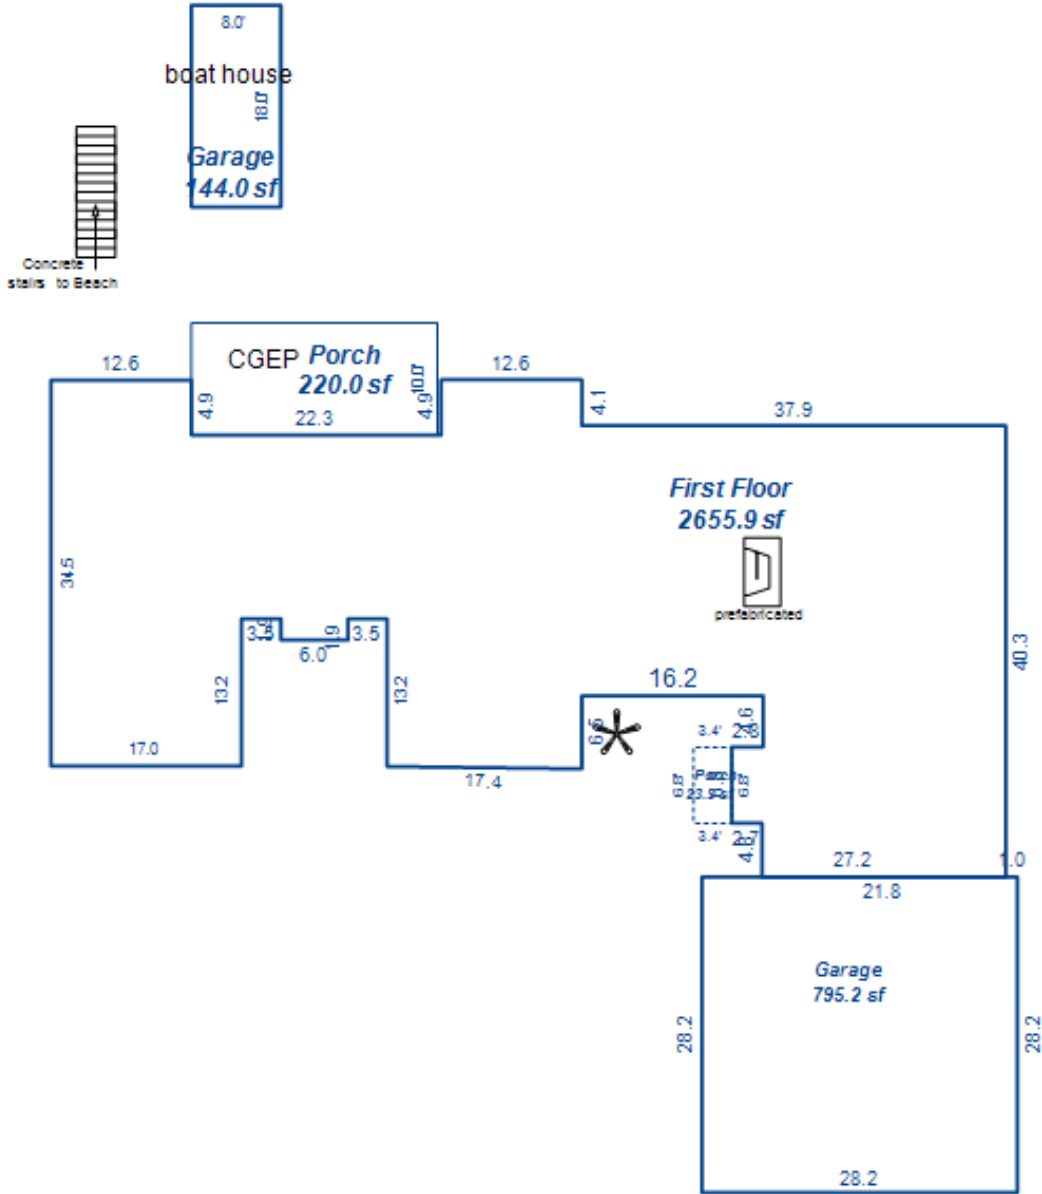 8.0'
boat house
18.0'
Garage
144.0 sf
Concrete
stairs to Beach
12.6
CGEP Porch
220.0 sf
10.0'
12.6
4.9
4.9
22.3
4.1
37.9
First Floor
2655.9 sf
prefabricated
34.5
3.5
1.9
3.5
6.0
13.2
13.2
40.3
16.2
17.0
17.4
3.4'
6.8'
6.8'
3.4'
27.2
1.0
21.8
Garage
795.2 sf
28.2
28.2
28.2